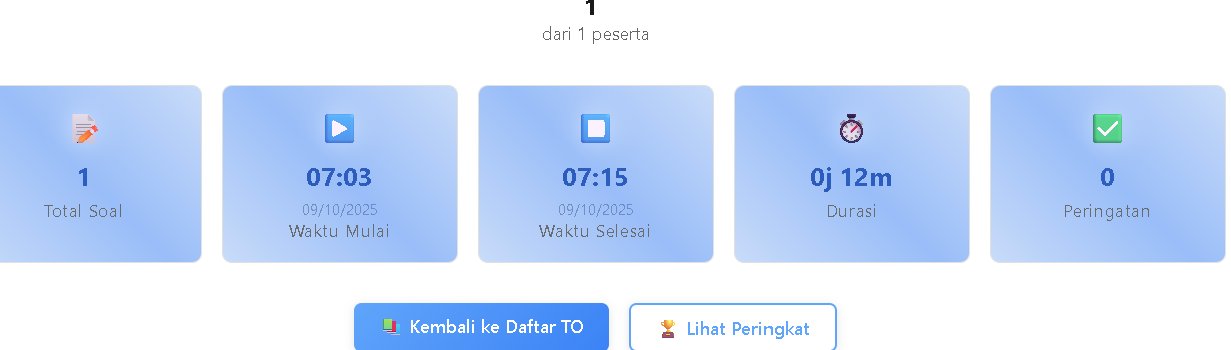 1
dari 1 peserta
1
Total Soal
07:03
09/10/2025
Waktu Mulai
07:15
09/10/2025
Waktu Selesai
0j 12m
Durasi
0
Peringatan
Kembali ke Daftar TO
Lihat Peringkat